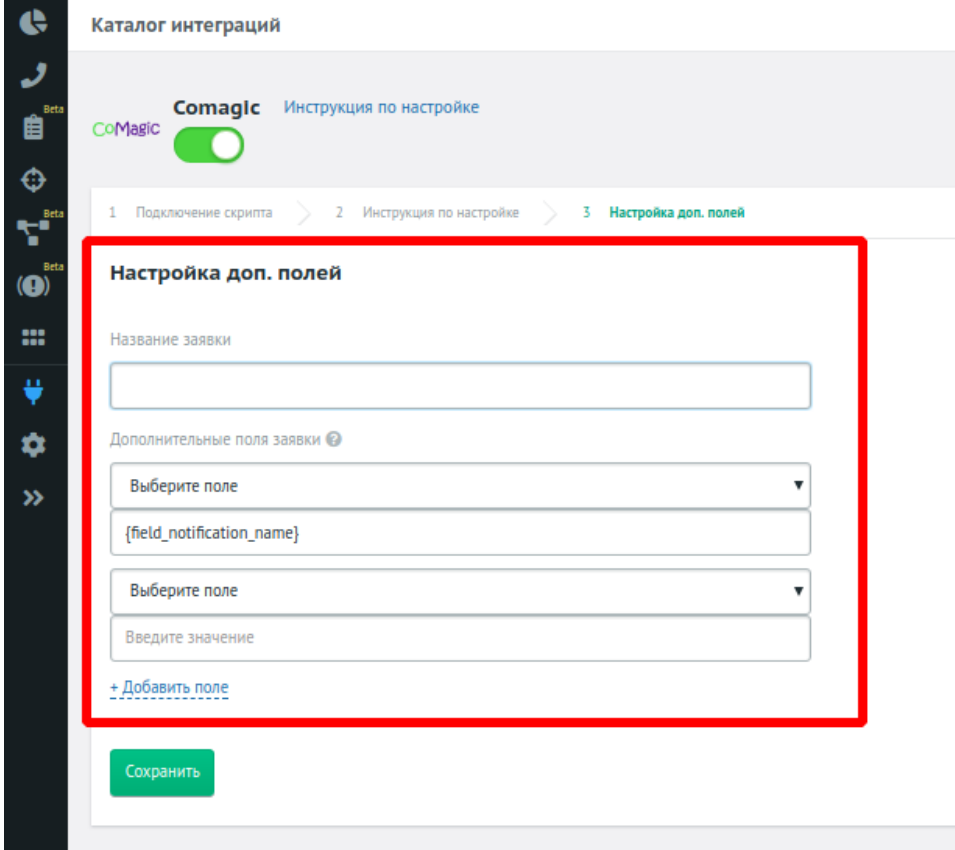 Каталог интеграций
Comagic Инструкция по настройке
CoMagic
Beta
1 Подключение скрипта 2 Инструкция по настройке 3 Настройка доп. полей
Beta
Beta
Настройка доп. полей
Название заявки
Дополнительные поля заявки ?
Выберите поле
{field_notification_name}
Выберите поле
Введите значение
+ Добавить поле
Сохранить